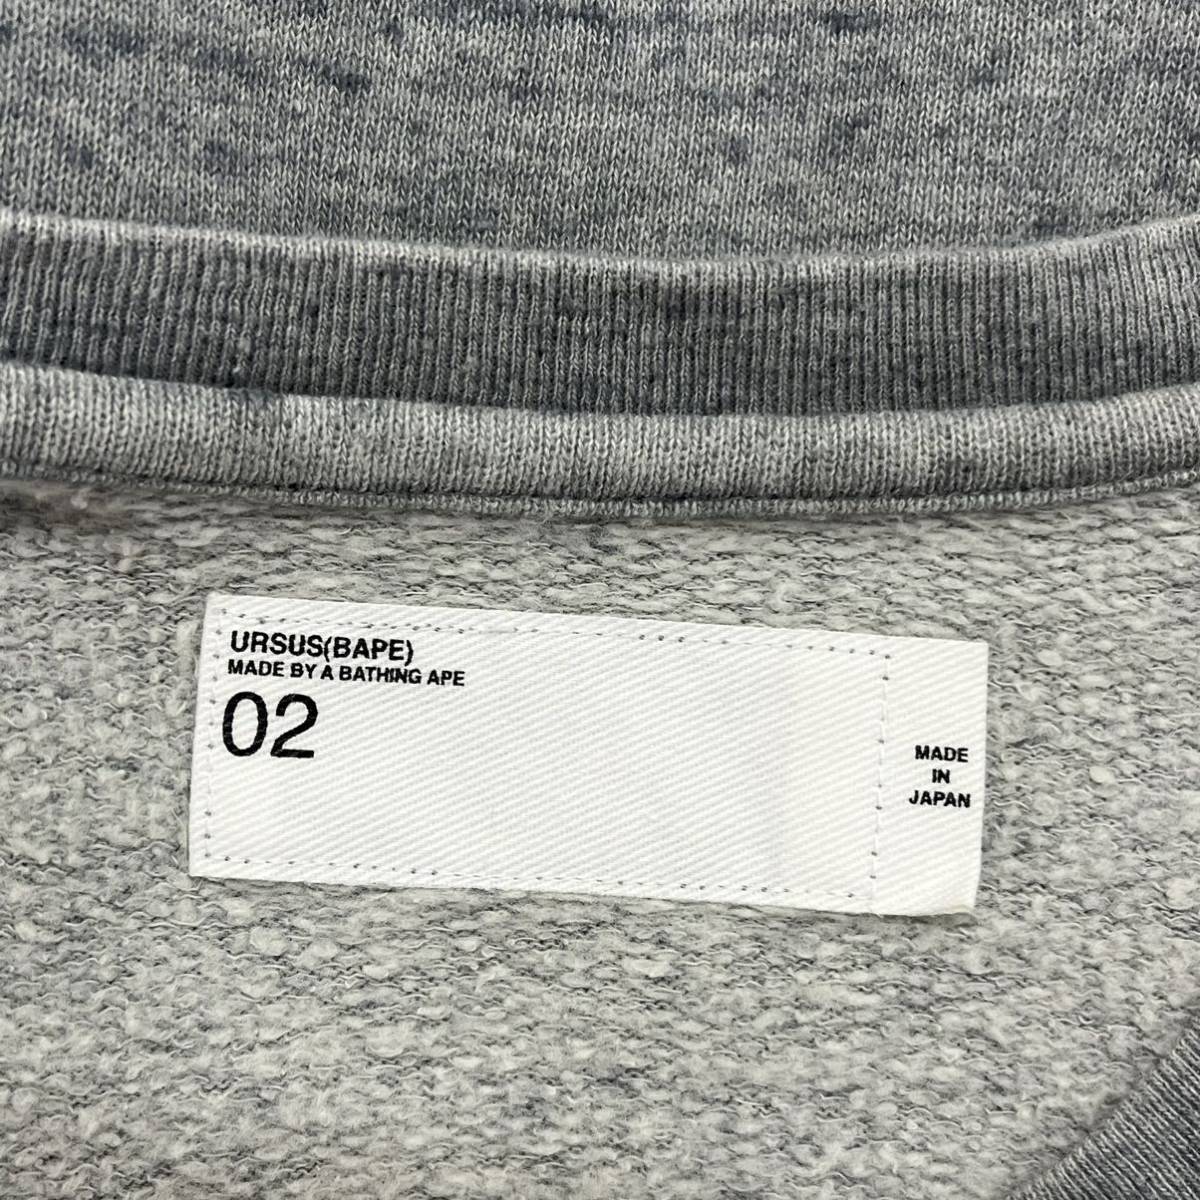 URSUS(BAPE)
MADE BY A BATHING APE
02
MADE
IN
JAPAN